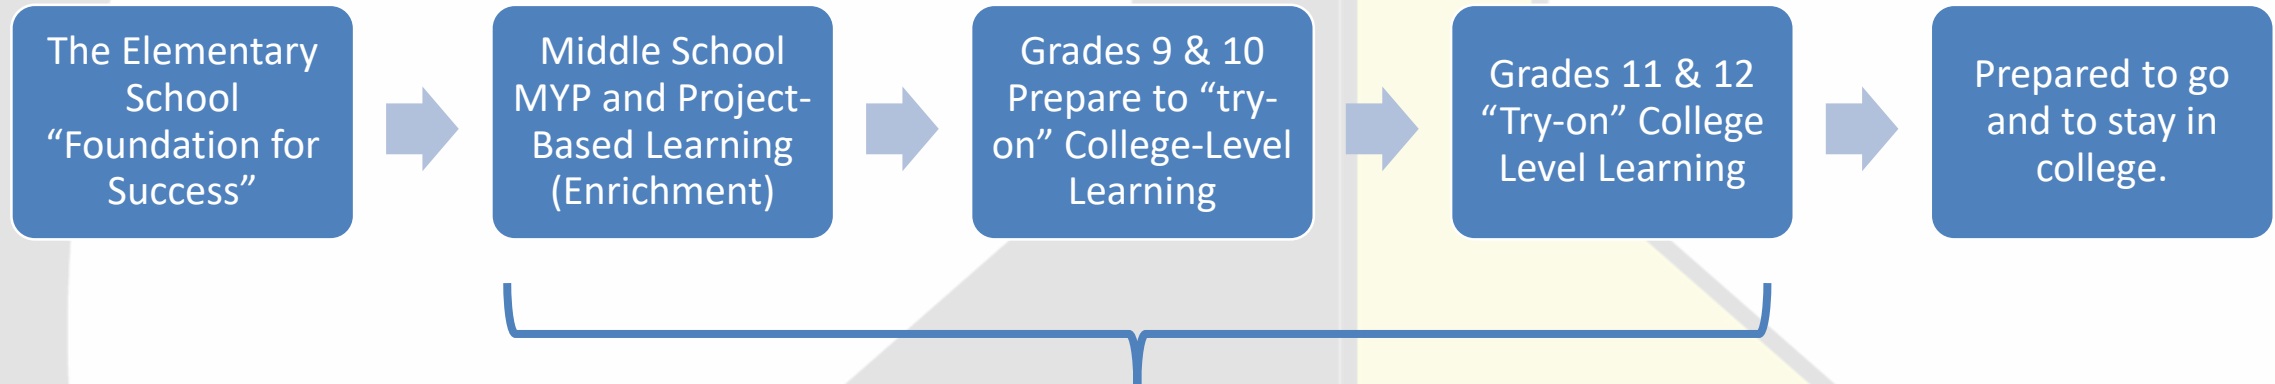 The Elementary
School
“Foundation for
Success”
Middle School
MYP and Project-
Based Learning
(Enrichment)
Grades 9 & 10
Prepare to “try-
on” College-Level
Learning
Grades 11 & 12
“Try-on” College
Level Learning
Prepared to go
and to stay in
college.